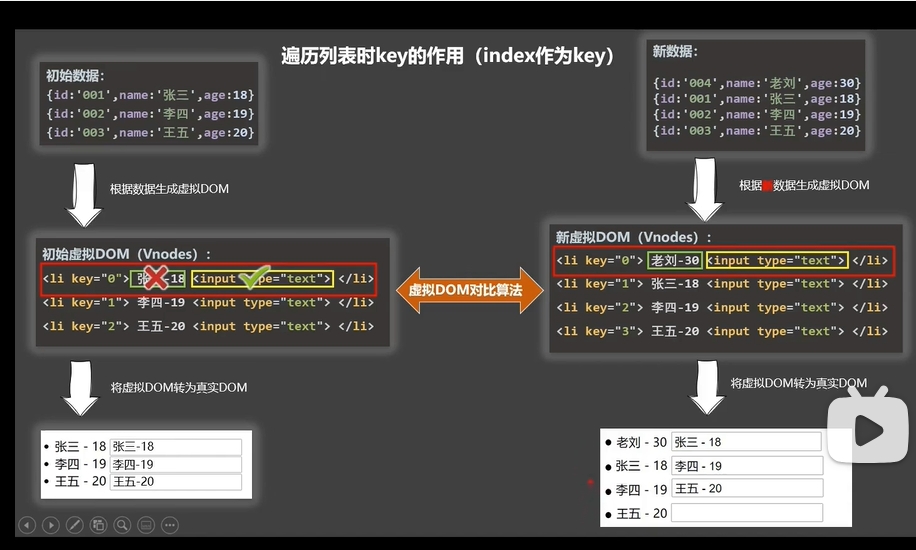 遍历列表时key的作用（index作为key）
初始数据：
{id:'001',name:'张三',age:18}
{id:'002',name:'李四',age:19}
{id:'003',name:'王五',age:20}
根据数据生成虚拟DOM
初始虚拟DOM（Vnodes）：
<li key="0"> 张三-18 <input type="text"> </li>
<li key="1"> 李四-19 <input type="text"> </li>
<li key="2"> 王五-20 <input type="text"> </li>
将虚拟DOM转为真实DOM
• 张三 - 18 张三-18
• 李四 - 19 李四-19
• 王五 - 20 王五-20
虚拟DOM对比算法
新数据：
{id:'004',name:'老刘',age:30}
{id:'001',name:'张三',age:18}
{id:'002',name:'李四',age:19}
{id:'003',name:'王五',age:20}
根据 数据生成虚拟DOM
新虚拟DOM（Vnodes）：
<li key="0"> 老刘-30 <input type="text"> </li>
<li key="1"> 张三-18 <input type="text"> </li>
<li key="2"> 李四-19 <input type="text"> </li>
<li key="3"> 王五-20 <input type="text"> </li>
将虚拟DOM转为真实DOM
• 老刘 - 30 张三 - 18
• 张三 - 18 李四 - 19
• 李四 - 19 王五 - 20
• 王五 - 20